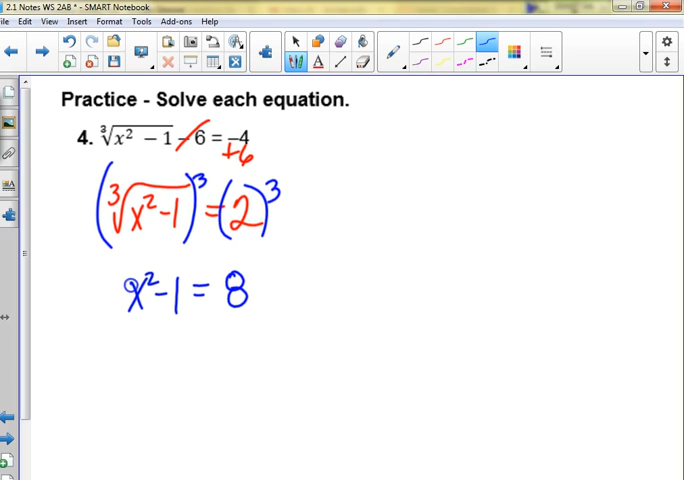 2.1 Notes WS 2AB * - SMART Notebook
File Edit View Insert Format Tools Add-ons Help
Practice - Solve each equation.
4. ∛(x² − 1) − 6 = −4
+6
(∛(x²-1))³ = (2)³
x²-1 = 8